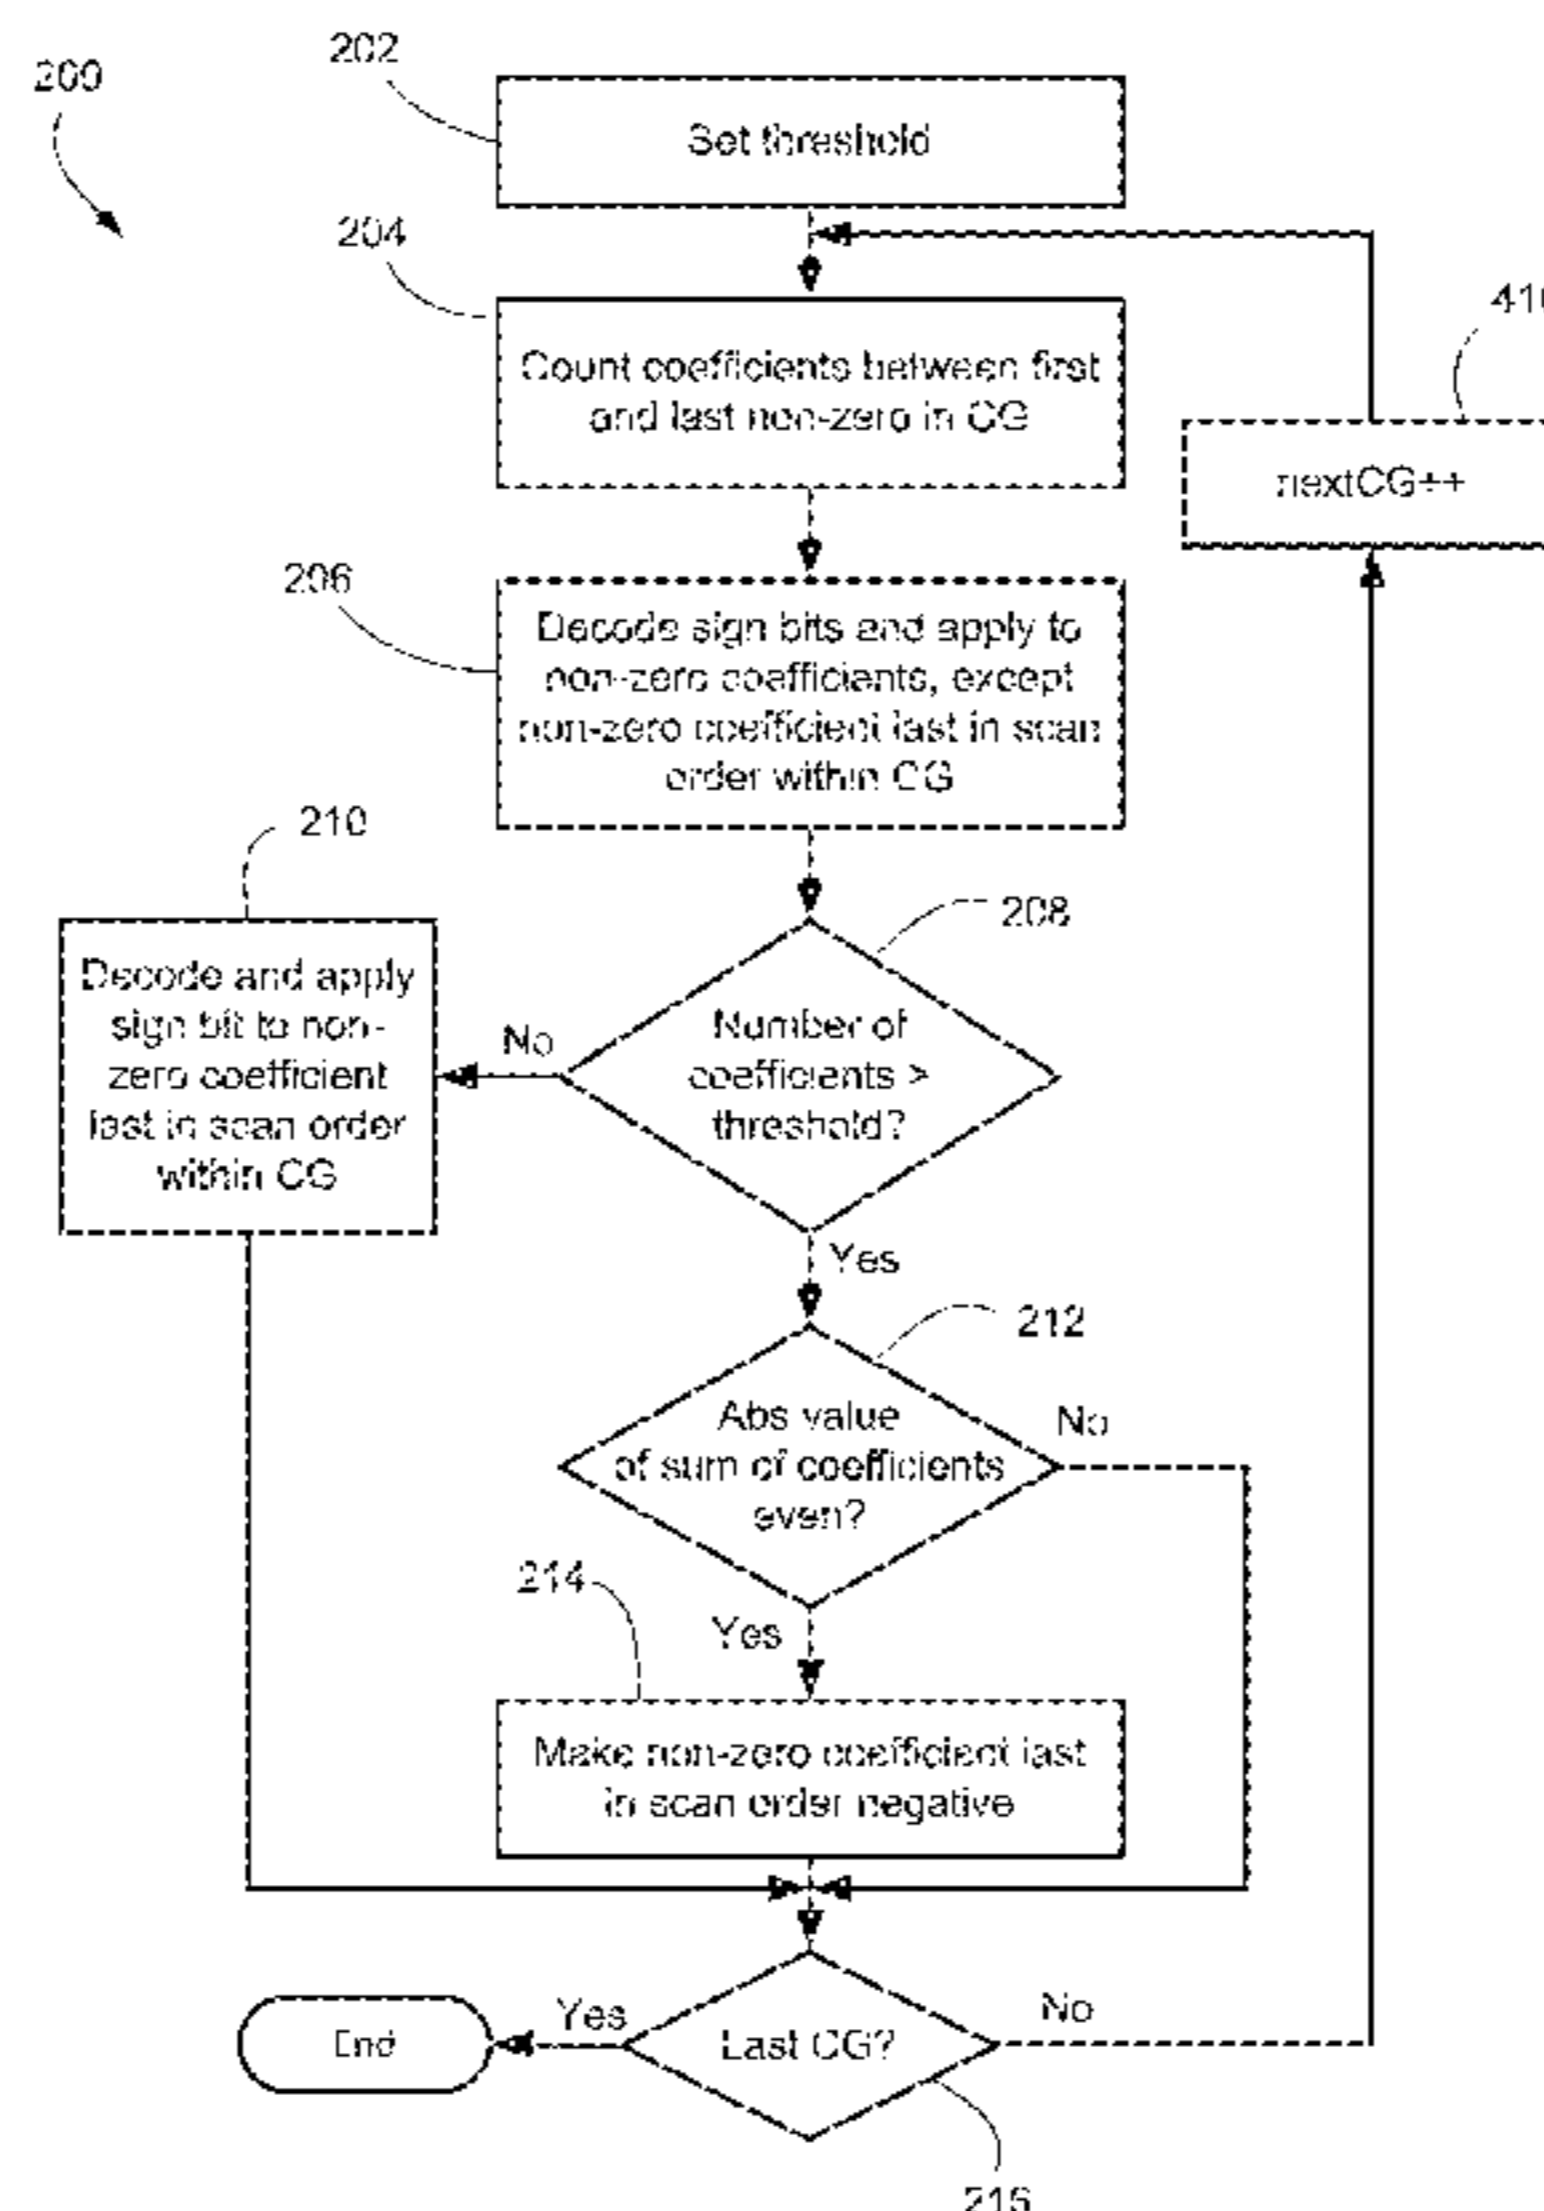 200
202
Set threshold
204
Count coefficients between first
and last non-zero in CG
nextCG++
206
Decode sign bits and apply to
non-zero coefficients, except
non-zero coefficient last in scan
order within CG
210
Decode and apply
sign bit to non-
zero coefficient
last in scan order
within CG
208
No
Number of
coefficients >
threshold?
Yes
212
Abs value
of sum of coefficients
even?
No
214
Yes
Make non-zero coefficient last
in scan order negative
End
Yes
Last CG?
No
216